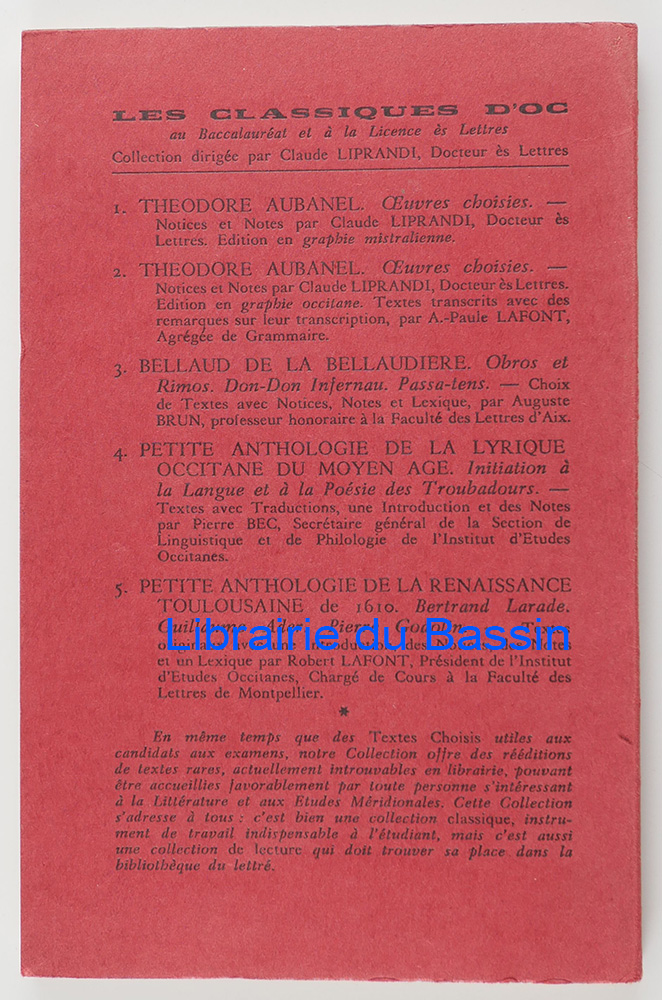 LES CLASSIQUES D'OC
au Baccalauréat et à la Licence ès Lettres
Collection dirigée par Claude LIPRANDI, Docteur ès Lettres
1. THEODORE AUBANEL. Œuvres choisies. —
Notices et Notes par Claude LIPRANDI, Docteur ès
Lettres. Edition en graphie mistralienne.
2. THEODORE AUBANEL. Œuvres choisies. —
Notices et Notes par Claude LIPRANDI, Docteur ès Lettres.
Edition en graphie occitane. Textes transcrits avec des
remarques sur leur transcription, par A.-Paule LAFONT,
Agrégée de Grammaire.
3. BELLAUD DE LA BELLAUDIERE. Obros et
Rimos. Don-Don Infernau. Passa-tens. — Choix
de Textes avec Notices, Notes et Lexique, par Auguste
BRUN, professeur honoraire à la Faculté des Lettres d'Aix.
4. PETITE ANTHOLOGIE DE LA LYRIQUE
OCCITANE DU MOYEN AGE. Initiation à
la Langue et à la Poésie des Troubadours. —
Textes avec Traductions, une Introduction et des Notes
par Pierre BEC, Secrétaire général de la Section de
Linguistique et de Philologie de l'Institut d'Etudes
Occitanes.
5. PETITE ANTHOLOGIE DE LA RENAISSANCE
TOULOUSAINE de 1610. Bertrand Larade.
Guillaume Ader. Pierre — Textes
Librairie du Bassin
avec une Introduction, des Notices, des Notes
et un Lexique par Robert LAFONT, Président de l'Institut
d'Etudes Occitanes, Chargé de Cours à la Faculté des
Lettres de Montpellier.
*
En même temps que des Textes Choisis utiles aux
candidats aux examens, notre Collection offre des rééditions
de textes rares, actuellement introuvables en librairie, pouvant
être accueillies favorablement par toute personne s'intéressant
à la Littérature et aux Etudes Méridionales. Cette Collection
s'adresse à tous : c'est bien une collection classique, instru-
ment de travail indispensable à l'étudiant, mais c'est aussi
une collection de lecture qui doit trouver sa place dans la
bibliothèque du lettré.